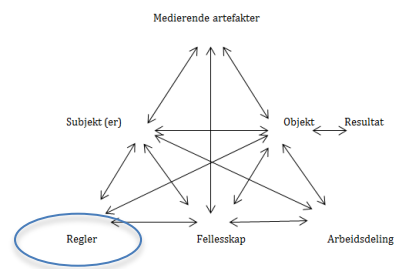 Medierende artefakter
Subjekt (er) Objekt Resultat
Regler Fellesskap Arbeidsdeling